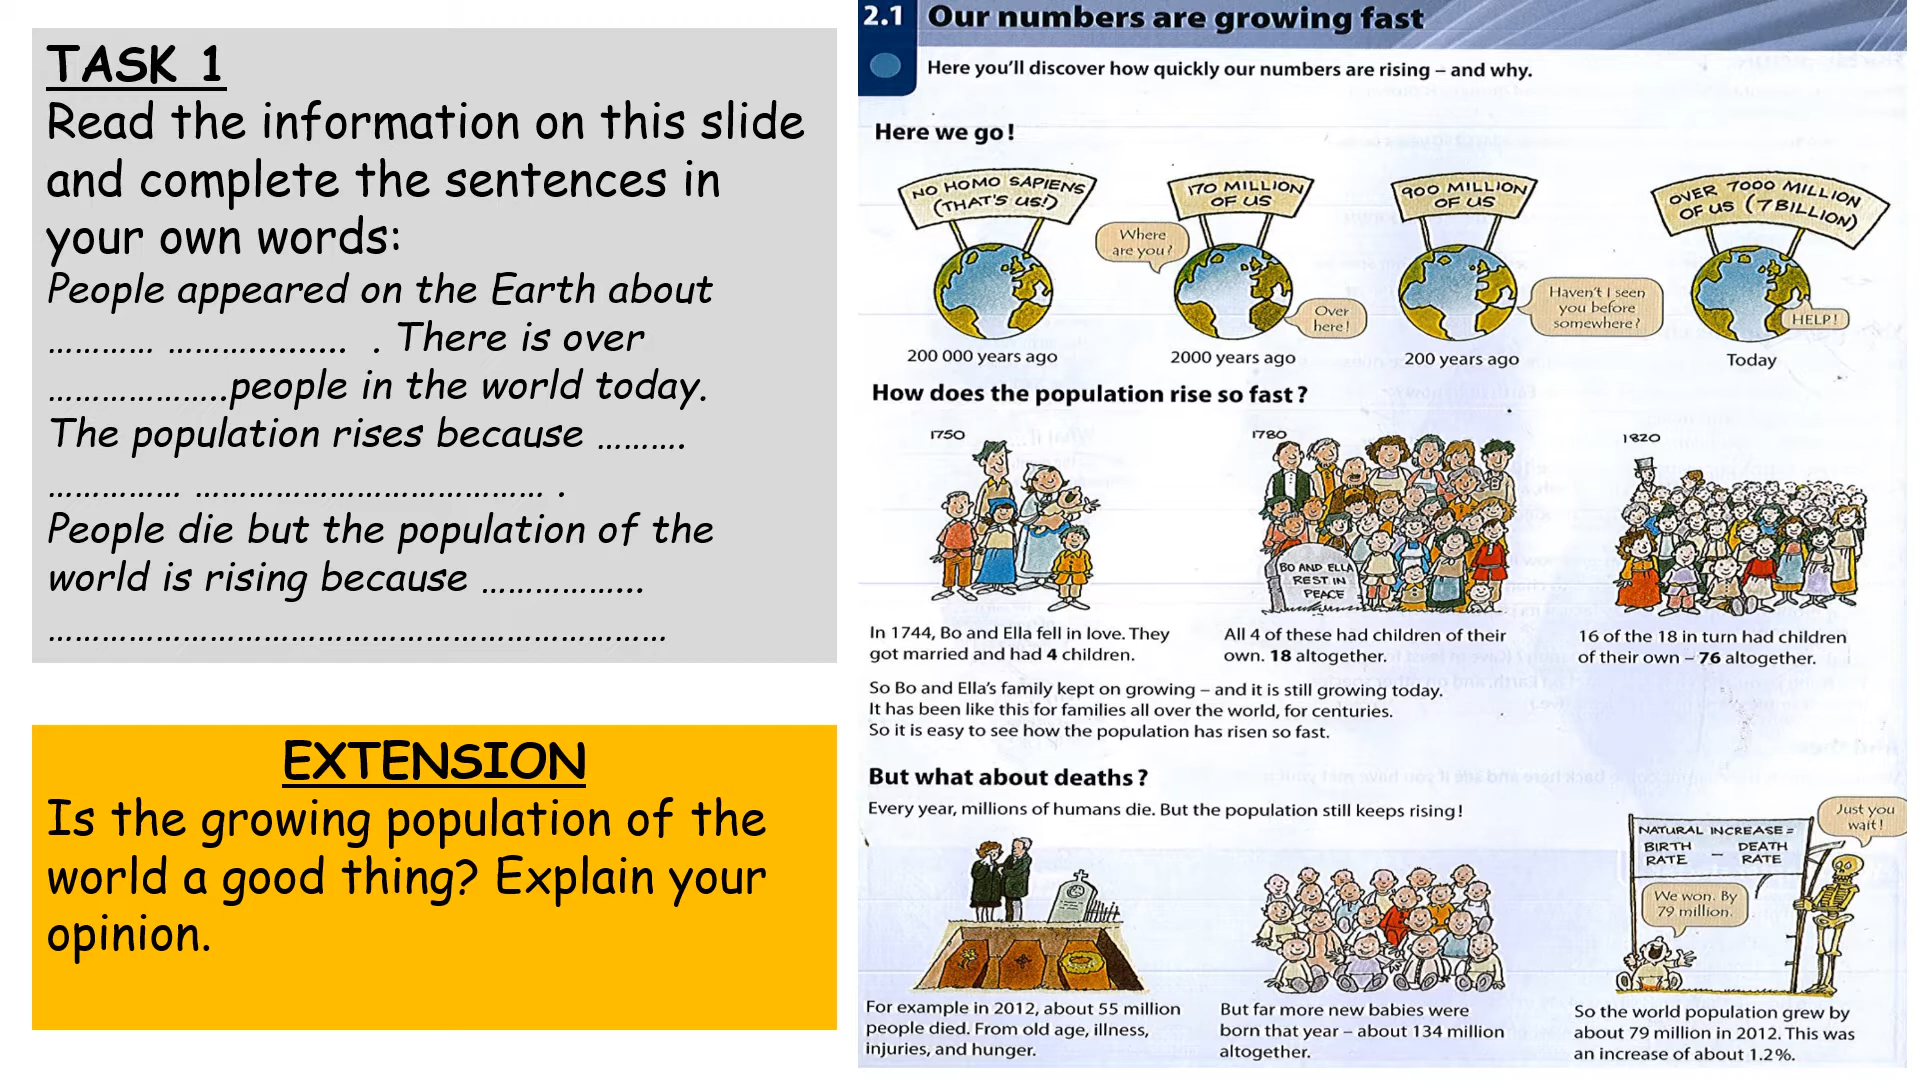 TASK 1
Read the information on this slide
and complete the sentences in
your own words:
People appeared on the Earth about
………… ……….......... . There is over
………………..people in the world today.
The population rises because ……….
…………… ………………………………… .
People die but the population of the
world is rising because ……………...
……………………………………………………………
EXTENSION
Is the growing population of the
world a good thing? Explain your
opinion.
2.1 Our numbers are growing fast
Here you'll discover how quickly our numbers are rising – and why.
Here we go!
NO HOMO SAPIENS
(THAT'S US!)
200 000 years ago
170 MILLION
OF US
Where
are you?
Over
here!
2000 years ago
900 MILLION
OF US
Haven't I seen
you before
somewhere?
200 years ago
OVER 7000 MILLION
OF US (7 BILLION)
HELP!
Today
How does the population rise so fast?
1750
In 1744, Bo and Ella fell in love. They
got married and had 4 children.
1780
BO AND ELLA
REST IN
PEACE
All 4 of these had children of their
own. 18 altogether.
1820
16 of the 18 in turn had children
of their own – 76 altogether.
So Bo and Ella's family kept on growing – and it is still growing today.
It has been like this for families all over the world, for centuries.
So it is easy to see how the population has risen so fast.
But what about deaths?
Every year, millions of humans die. But the population still keeps rising!
For example in 2012, about 55 million
people died. From old age, illness,
injuries, and hunger.
But far more new babies were
born that year – about 134 million
altogether.
Just you
wait!
NATURAL INCREASE =
BIRTH RATE – DEATH RATE
We won. By
79 million.
So the world population grew by
about 79 million in 2012. This was
an increase of about 1.2%.